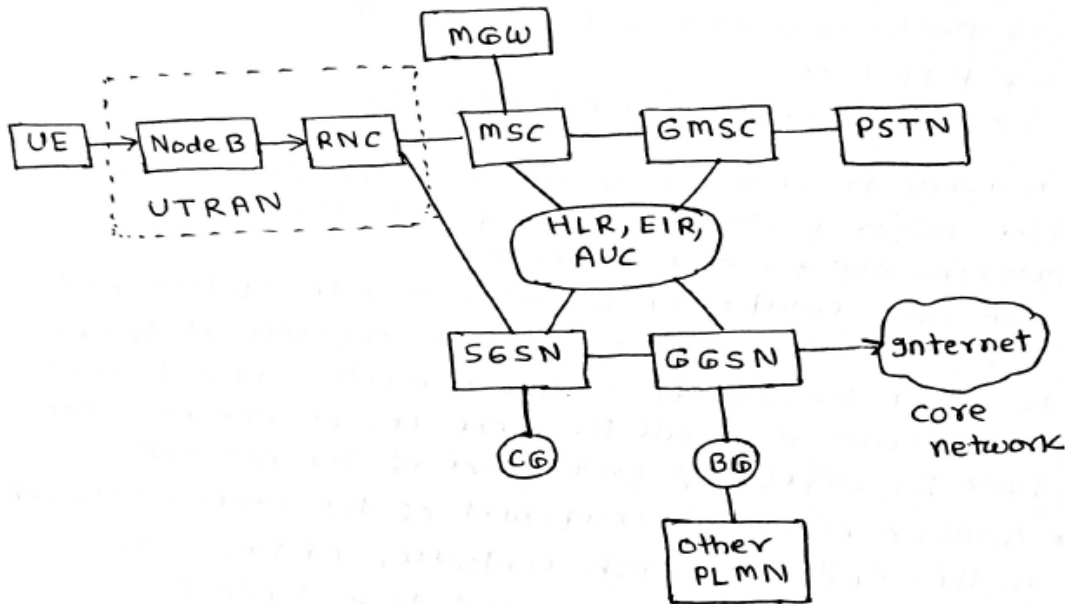 MGW
UE
Node B
RNC
MSC
GMSC
PSTN
UTRAN
HLR, EIR,
AUC
SGSN
GGSN
Internet
core
network
CG
BG
other
PLMN